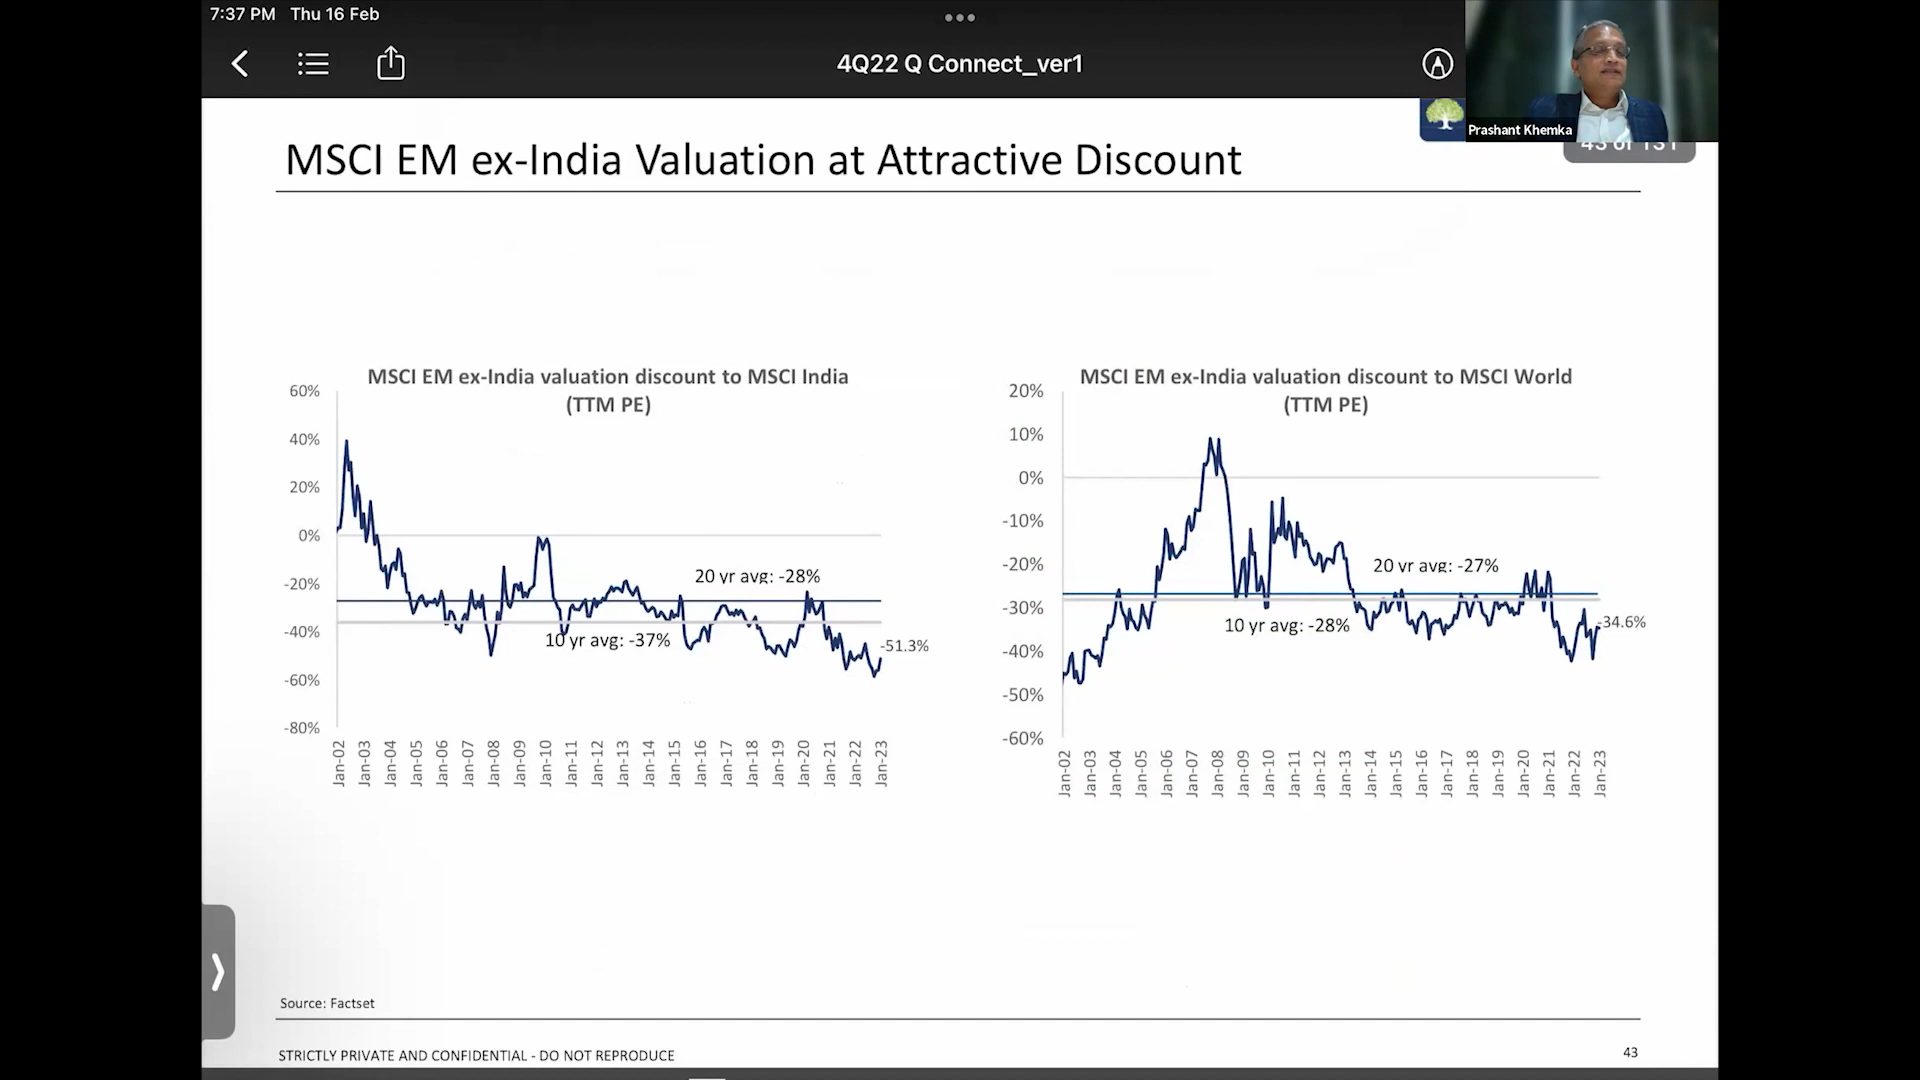 7:37 PM Thu 16 Feb
4Q22 Q Connect_ver1
Prashant Khemka
43 of 131
MSCI EM ex-India Valuation at Attractive Discount
MSCI EM ex-India valuation discount to MSCI India
(TTM PE)
60%
40%
20%
0%
-20%
-40%
-60%
-80%
20 yr avg: -28%
10 yr avg: -37%
-51.3%
Jan-02
Jan-03
Jan-04
Jan-05
Jan-06
Jan-07
Jan-08
Jan-09
Jan-10
Jan-11
Jan-12
Jan-13
Jan-14
Jan-15
Jan-16
Jan-17
Jan-18
Jan-19
Jan-20
Jan-21
Jan-22
Jan-23
MSCI EM ex-India valuation discount to MSCI World
(TTM PE)
20%
10%
0%
-10%
-20%
-30%
-40%
-50%
-60%
20 yr avg: -27%
10 yr avg: -28%
-34.6%
Jan-02
Jan-03
Jan-04
Jan-05
Jan-06
Jan-07
Jan-08
Jan-09
Jan-10
Jan-11
Jan-12
Jan-13
Jan-14
Jan-15
Jan-16
Jan-17
Jan-18
Jan-19
Jan-20
Jan-21
Jan-22
Jan-23
Source: Factset
STRICTLY PRIVATE AND CONFIDENTIAL - DO NOT REPRODUCE
43